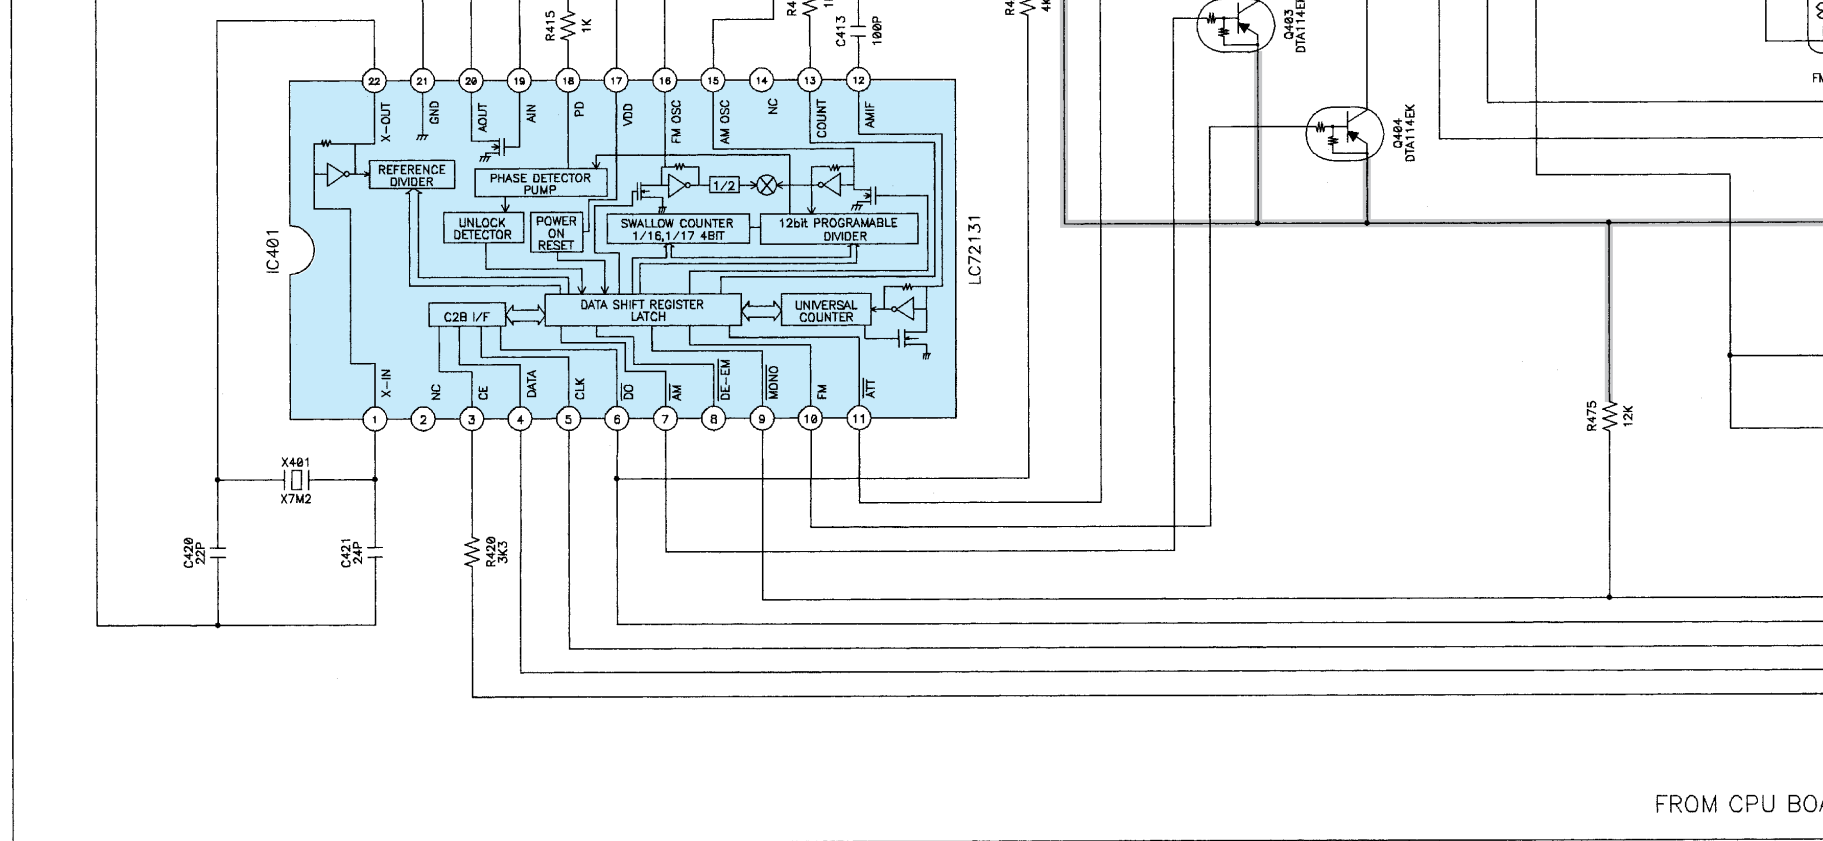 R415
1K
C413
100P
Q403
DTA114EK
Q404
DTA114EK
22
21
20
19
18
17
16
15
14
13
12
X-OUT
GND
AOUT
AIN
PD
VDD
FM OSC
AM OSC
NC
COUNT
AMIF
REFERENCE
DIVIDER
PHASE DETECTOR
PUMP
1/2
UNLOCK
DETECTOR
POWER
ON
RESET
SWALLOW COUNTER
1/16,1/17 4BIT
12bit PROGRAMABLE
DIVIDER
IC401
LC72131
DATA SHIFT REGISTER
LATCH
C2B I/F
UNIVERSAL
COUNTER
X-IN
NC
CE
DATA
CLK
DO
AM
DE-EM
MONO
FM
ATT
1
2
3
4
5
6
7
8
9
10
11
R475
12K
X401
X7M2
C420
22P
C421
24P
R420
3K3
FROM CPU BOA